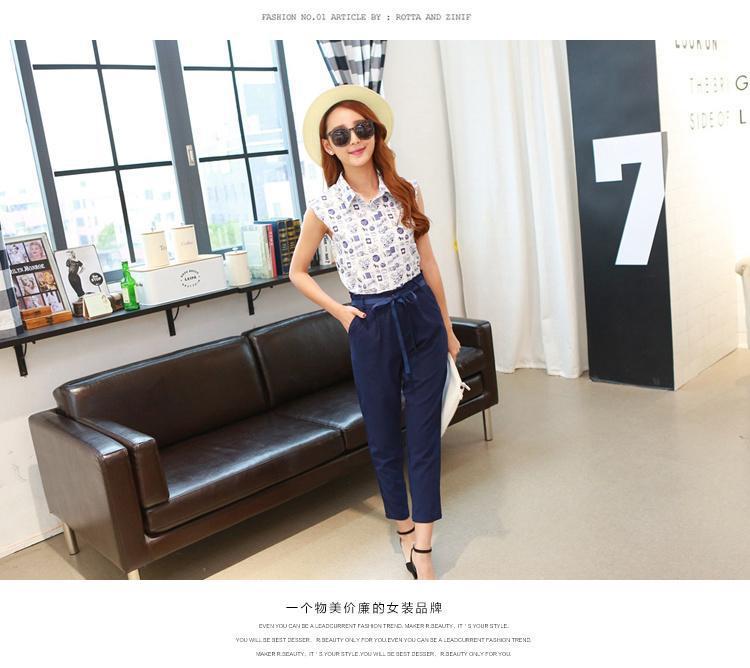 FASHION NO.01 ARTICLE BY : ROTTA AND ZINIF
LOOK ON
THE BRI G
SIDE OF L
7
一个物美价廉的女装品牌
EVEN YOU CAN BE A LEADCURRENT FASHION TREND. MAKER R.BEAUTY，IT＇S YOUR STYLE.
YOU WILL BE BEST DESSER．R.BEAUTY ONLY FOR YOU.EVEN YOU CAN BE A LEADCURRENT FASHION TREND.
MAKER R.BEAUTY，IT＇S YOUR STYLE.YOU WILL BE BEST DESSER．R.BEAUTY ONLY FOR YOU.